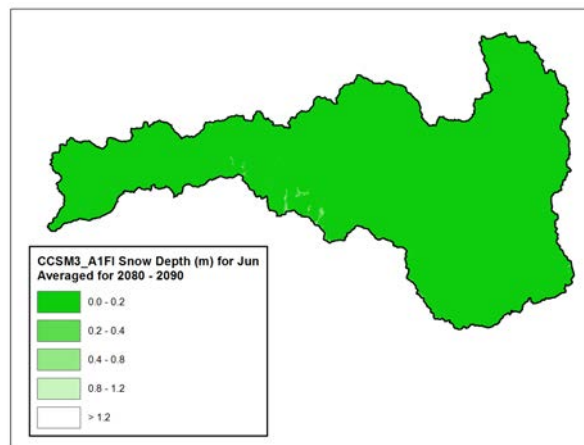 CCSM3_A1FI Snow Depth (m) for Jun
Averaged for 2080 - 2090
0.0 - 0.2
0.2 - 0.4
0.4 - 0.8
0.8 - 1.2
> 1.2